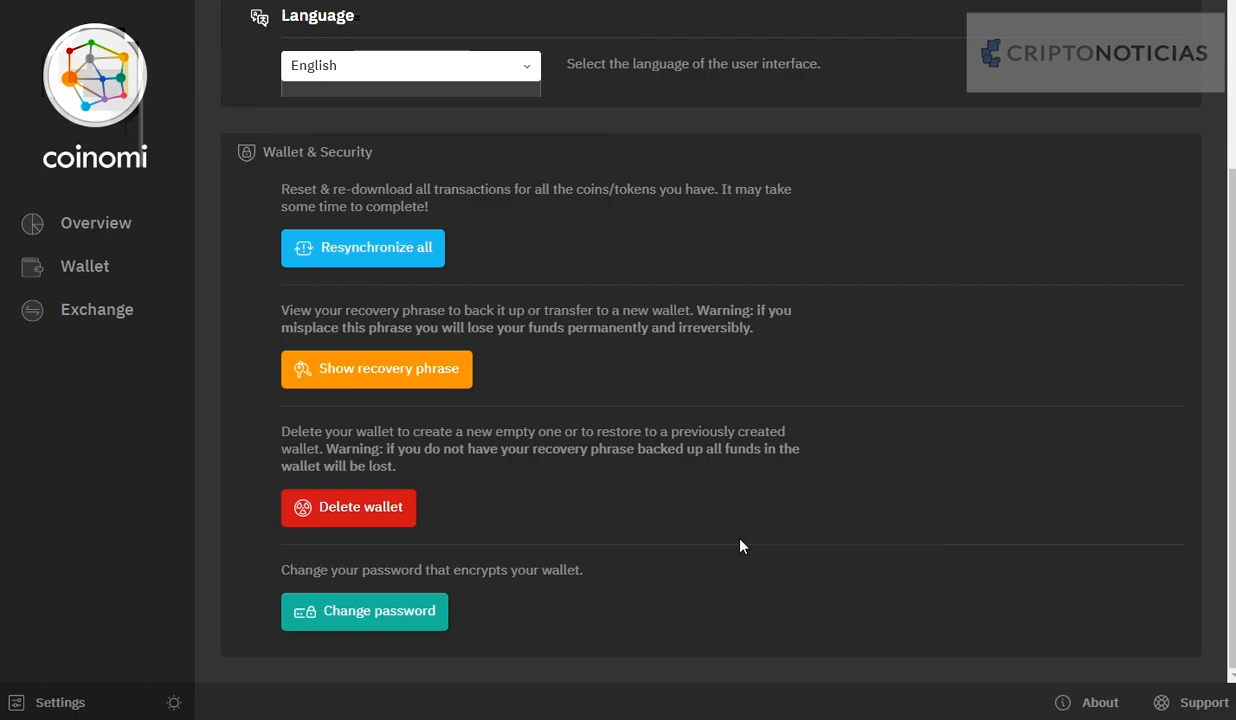 Language
CRIPTONOTICIAS
English
Select the language of the user interface.
coinomi
Wallet & Security
Reset & re-download all transactions for all the coins/tokens you have. It may take
some time to complete!
Overview
Resynchronize all
Wallet
Exchange
View your recovery phrase to back it up or transfer to a new wallet. Warning: if you
misplace this phrase you will lose your funds permanently and irreversibly.
Show recovery phrase
Delete your wallet to create a new empty one or to restore to a previously created
wallet. Warning: if you do not have your recovery phrase backed up all funds in the
wallet will be lost.
Delete wallet
Change your password that encrypts your wallet.
Change password
Settings
About
Support